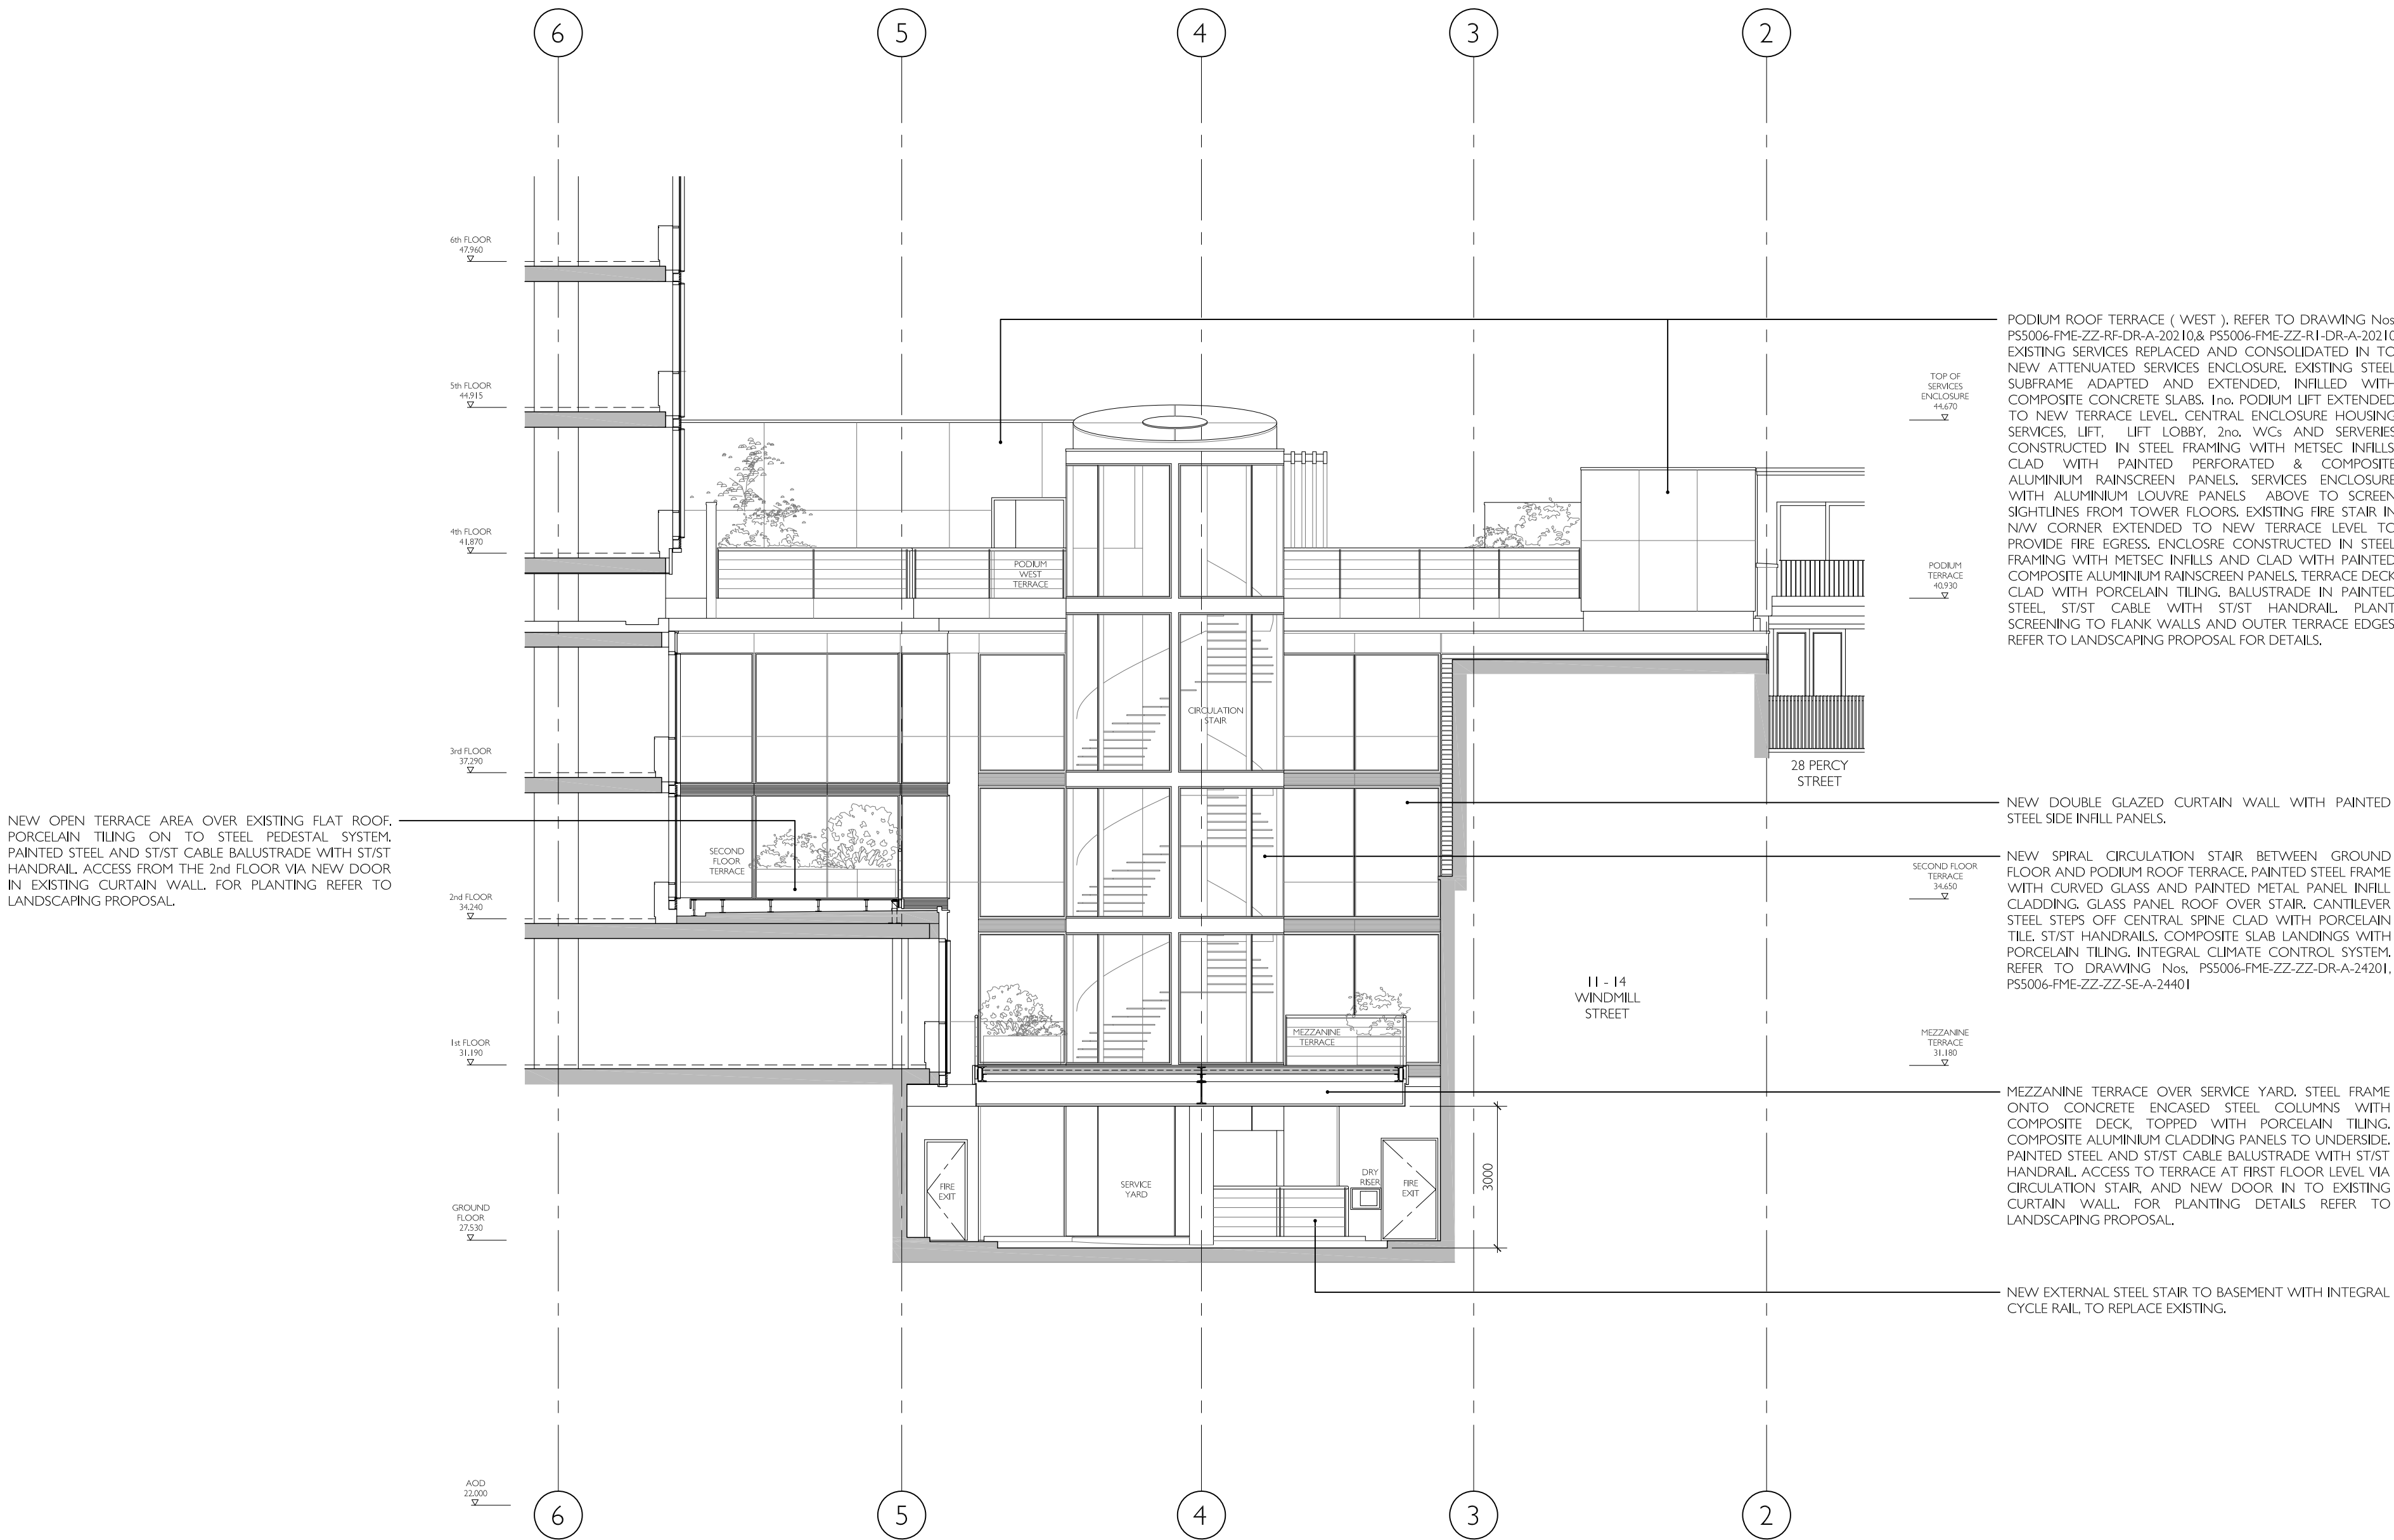 6 5 4 3 2
6th FLOOR
47.960
5th FLOOR
44.915
4th FLOOR
41.870
3rd FLOOR
37.290
2nd FLOOR
34.240
1st FLOOR
31.190
GROUND
FLOOR
27.530
AOD
22.000
NEW OPEN TERRACE AREA OVER EXISTING FLAT ROOF.
PORCELAIN TILING ON TO STEEL PEDESTAL SYSTEM.
PAINTED STEEL AND ST/ST CABLE BALUSTRADE WITH ST/ST
HANDRAIL. ACCESS FROM THE 2nd FLOOR VIA NEW DOOR
IN EXISTING CURTAIN WALL. FOR PLANTING REFER TO
LANDSCAPING PROPOSAL.
PODIUM
WEST
TERRACE
CIRCULATION
STAIR
SECOND
FLOOR
TERRACE
MEZZANINE
TERRACE
FIRE
EXIT
SERVICE
YARD
DRY
RISER
FIRE
EXIT
3000
28 PERCY
STREET
11 - 14
WINDMILL
STREET
TOP OF
SERVICES
ENCLOSURE
44.670
PODIUM
TERRACE
40.930
SECOND FLOOR
TERRACE
34.650
MEZZANINE
TERRACE
31.180
PODIUM ROOF TERRACE ( WEST ). REFER TO DRAWING Nos
PS5006-FME-ZZ-RF-DR-A-20210,& PS5006-FME-ZZ-R1-DR-A-20210
EXISTING SERVICES REPLACED AND CONSOLIDATED IN TO
NEW ATTENUATED SERVICES ENCLOSURE. EXISTING STEEL
SUBFRAME ADAPTED AND EXTENDED, INFILLED WITH
COMPOSITE CONCRETE SLABS. 1no. PODIUM LIFT EXTENDED
TO NEW TERRACE LEVEL. CENTRAL ENCLOSURE HOUSING
SERVICES, LIFT, LIFT LOBBY, 2no. WCs AND SERVERIES
CONSTRUCTED IN STEEL FRAMING WITH METSEC INFILLS
CLAD WITH PAINTED PERFORATED & COMPOSITE
ALUMINIUM RAINSCREEN PANELS. SERVICES ENCLOSURE
WITH ALUMINIUM LOUVRE PANELS ABOVE TO SCREEN
SIGHTLINES FROM TOWER FLOORS. EXISTING FIRE STAIR IN
N/W CORNER EXTENDED TO NEW TERRACE LEVEL TO
PROVIDE FIRE EGRESS. ENCLOSRE CONSTRUCTED IN STEEL
FRAMING WITH METSEC INFILLS AND CLAD WITH PAINTED
COMPOSITE ALUMINIUM RAINSCREEN PANELS. TERRACE DECK
CLAD WITH PORCELAIN TILING. BALUSTRADE IN PAINTED
STEEL, ST/ST CABLE WITH ST/ST HANDRAIL. PLANT
SCREENING TO FLANK WALLS AND OUTER TERRACE EDGES
REFER TO LANDSCAPING PROPOSAL FOR DETAILS.
NEW DOUBLE GLAZED CURTAIN WALL WITH PAINTED
STEEL SIDE INFILL PANELS.
NEW SPIRAL CIRCULATION STAIR BETWEEN GROUND
FLOOR AND PODIUM ROOF TERRACE. PAINTED STEEL FRAME
WITH CURVED GLASS AND PAINTED METAL PANEL INFILL
CLADDING. GLASS PANEL ROOF OVER STAIR. CANTILEVER
STEEL STEPS OFF CENTRAL SPINE CLAD WITH PORCELAIN
TILE. ST/ST HANDRAILS. COMPOSITE SLAB LANDINGS WITH
PORCELAIN TILING. INTEGRAL CLIMATE CONTROL SYSTEM.
REFER TO DRAWING Nos, PS5006-FME-ZZ-ZZ-DR-A-24201,
PS5006-FME-ZZ-ZZ-SE-A-24401
MEZZANINE TERRACE OVER SERVICE YARD. STEEL FRAME
ONTO CONCRETE ENCASED STEEL COLUMNS WITH
COMPOSITE DECK, TOPPED WITH PORCELAIN TILING.
COMPOSITE ALUMINIUM CLADDING PANELS TO UNDERSIDE.
PAINTED STEEL AND ST/ST CABLE BALUSTRADE WITH ST/ST
HANDRAIL. ACCESS TO TERRACE AT FIRST FLOOR LEVEL VIA
CIRCULATION STAIR, AND NEW DOOR IN TO EXISTING
CURTAIN WALL. FOR PLANTING DETAILS REFER TO
LANDSCAPING PROPOSAL.
NEW EXTERNAL STEEL STAIR TO BASEMENT WITH INTEGRAL
CYCLE RAIL, TO REPLACE EXISTING.
6 5 4 3 2